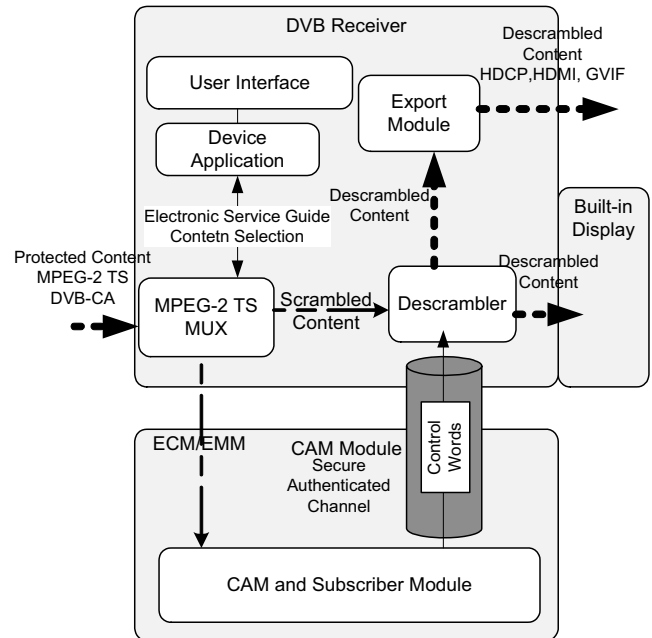 DVB Receiver
User Interface
Device
Application
Electronic Service Guide
Contetn Selection
Protected Content
MPEG-2 TS
DVB-CA
MPEG-2 TS
MUX
Scrambled
Content
Descrambler
Descrambled
Content
Export
Module
Descrambled
Content
HDCP,HDMI, GVIF
Built-in
Display
Descrambled
Content
ECM/EMM
CAM Module
Secure
Authenticated
Channel
Control
Words
CAM and Subscriber Module